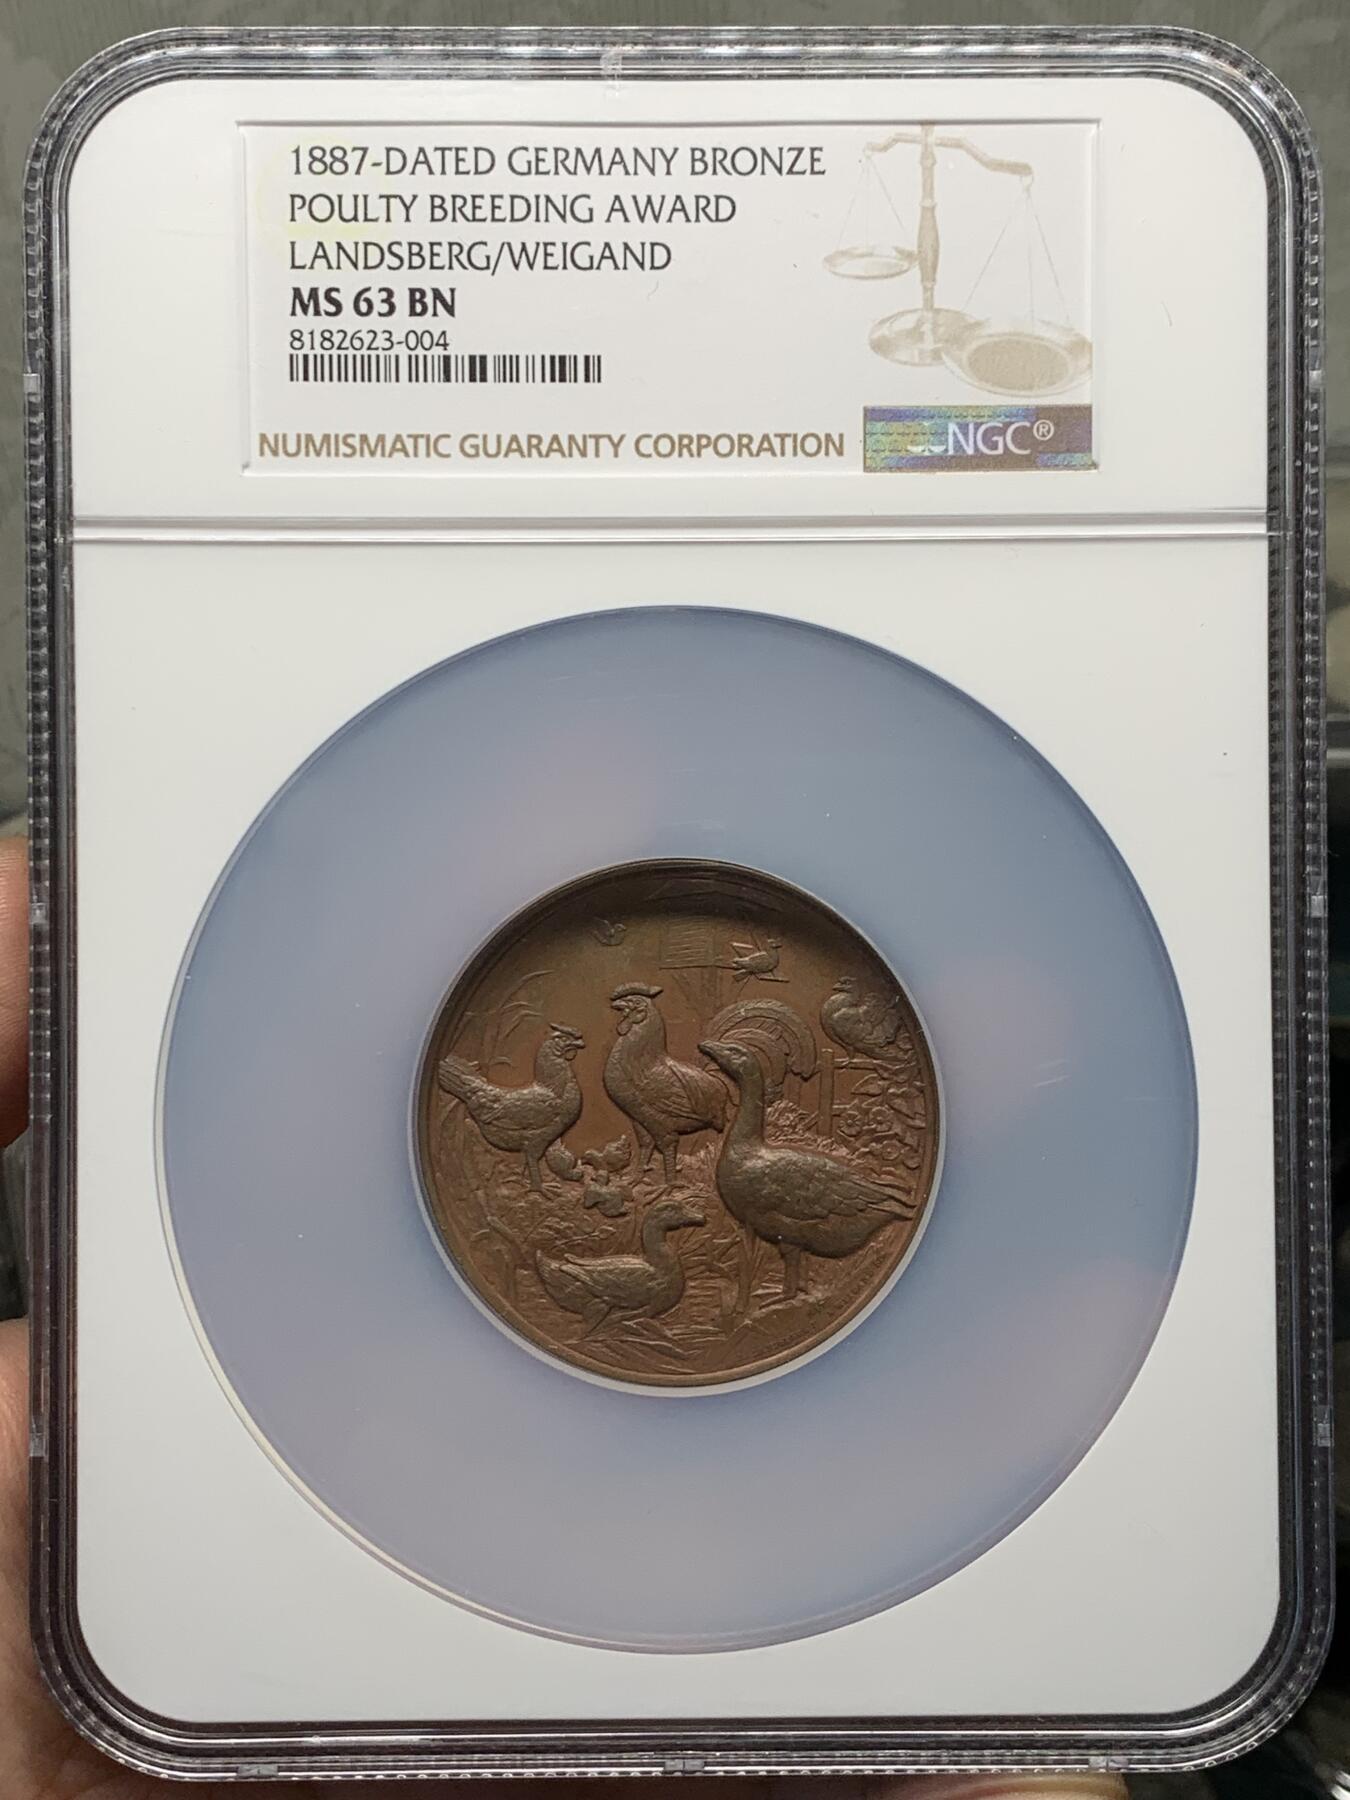 1887-DATED GERMANY BRONZE
POULTY BREEDING AWARD
LANDSBERG/WEIGAND
MS 63 BN
8182623-004
NUMISMATIC GUARANTY CORPORATION
NGC®